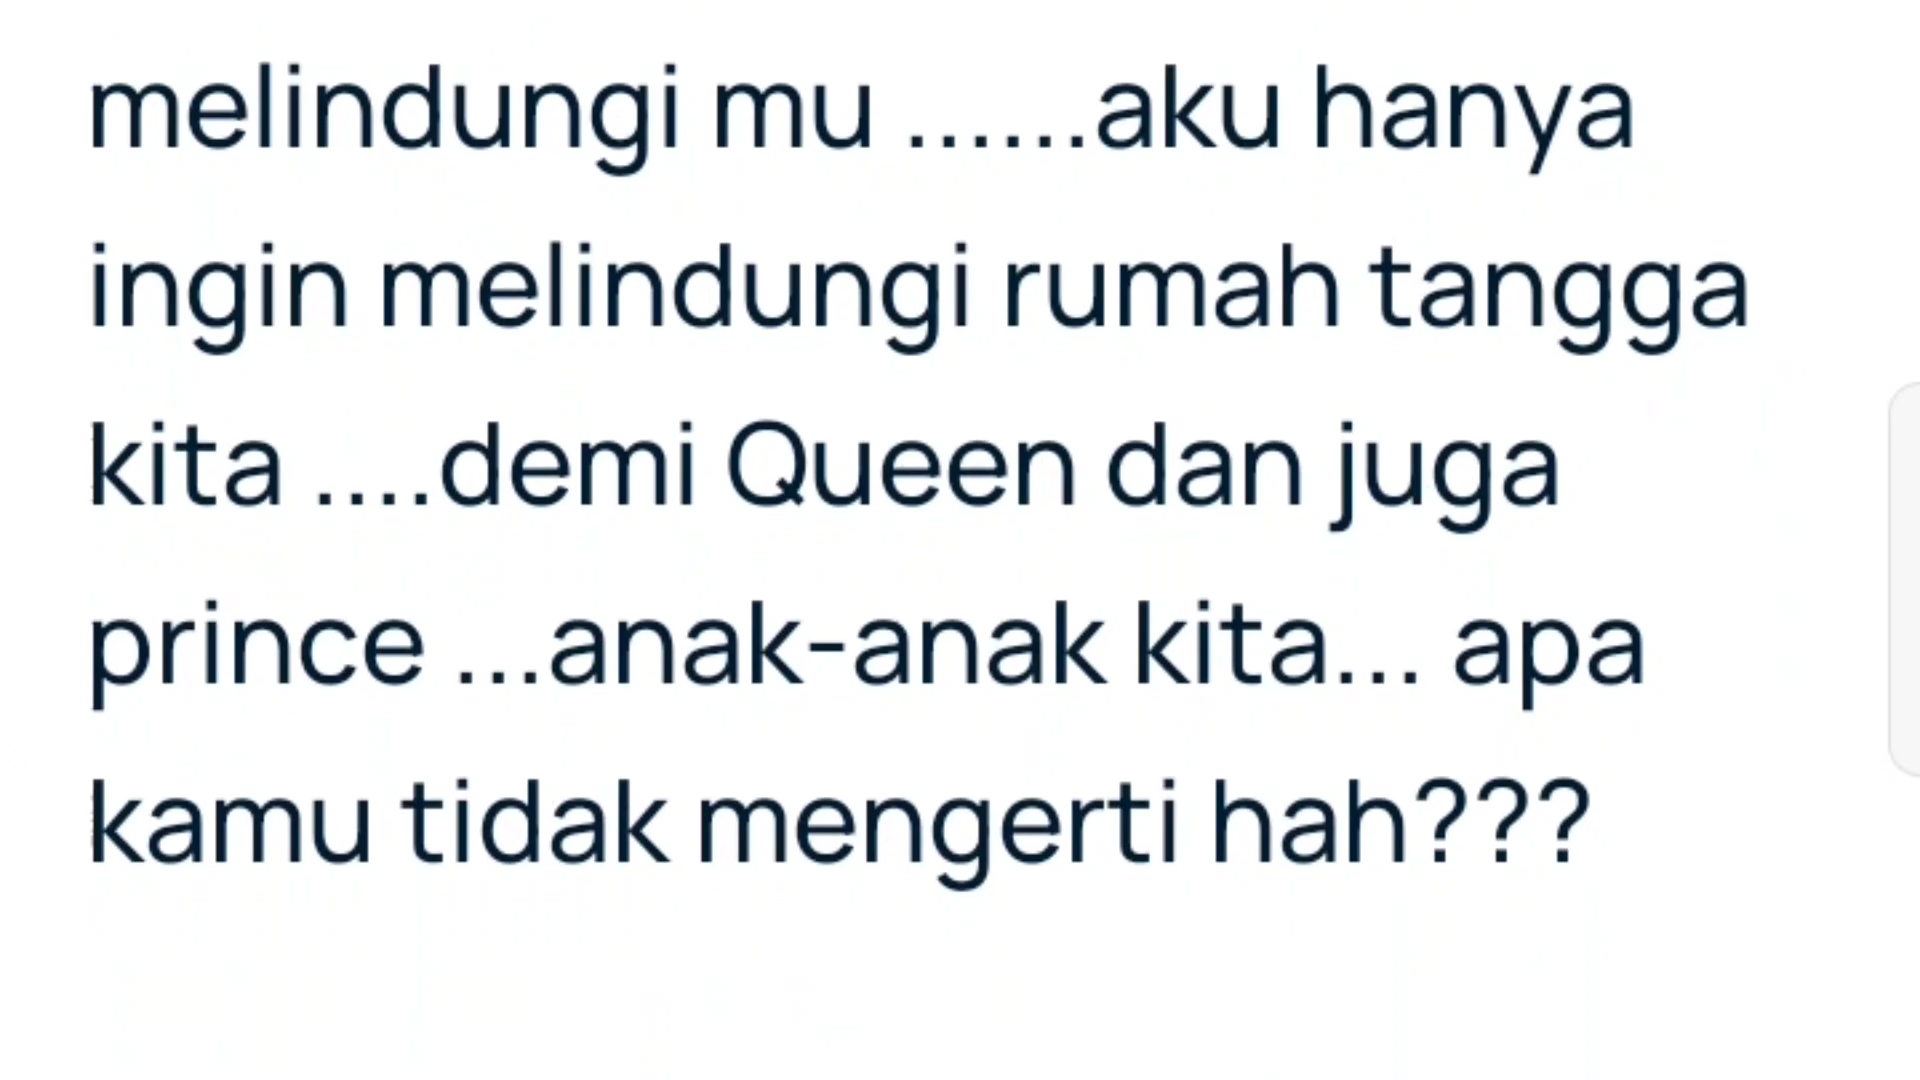 melindungi mu ......aku hanya
ingin melindungi rumah tangga
kita ....demi Queen dan juga
prince ...anak-anak kita... apa
kamu tidak mengerti hah???